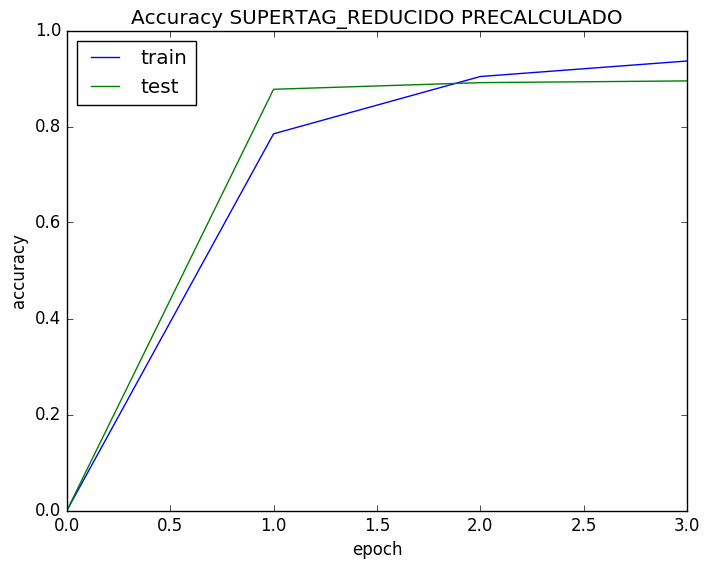 Accuracy SUPERTAG_REDUCIDO PRECALCULADO
train
test
accuracy
1.0
0.8
0.6
0.4
0.2
0.0
0.0 0.5 1.0 1.5 2.0 2.5 3.0
epoch